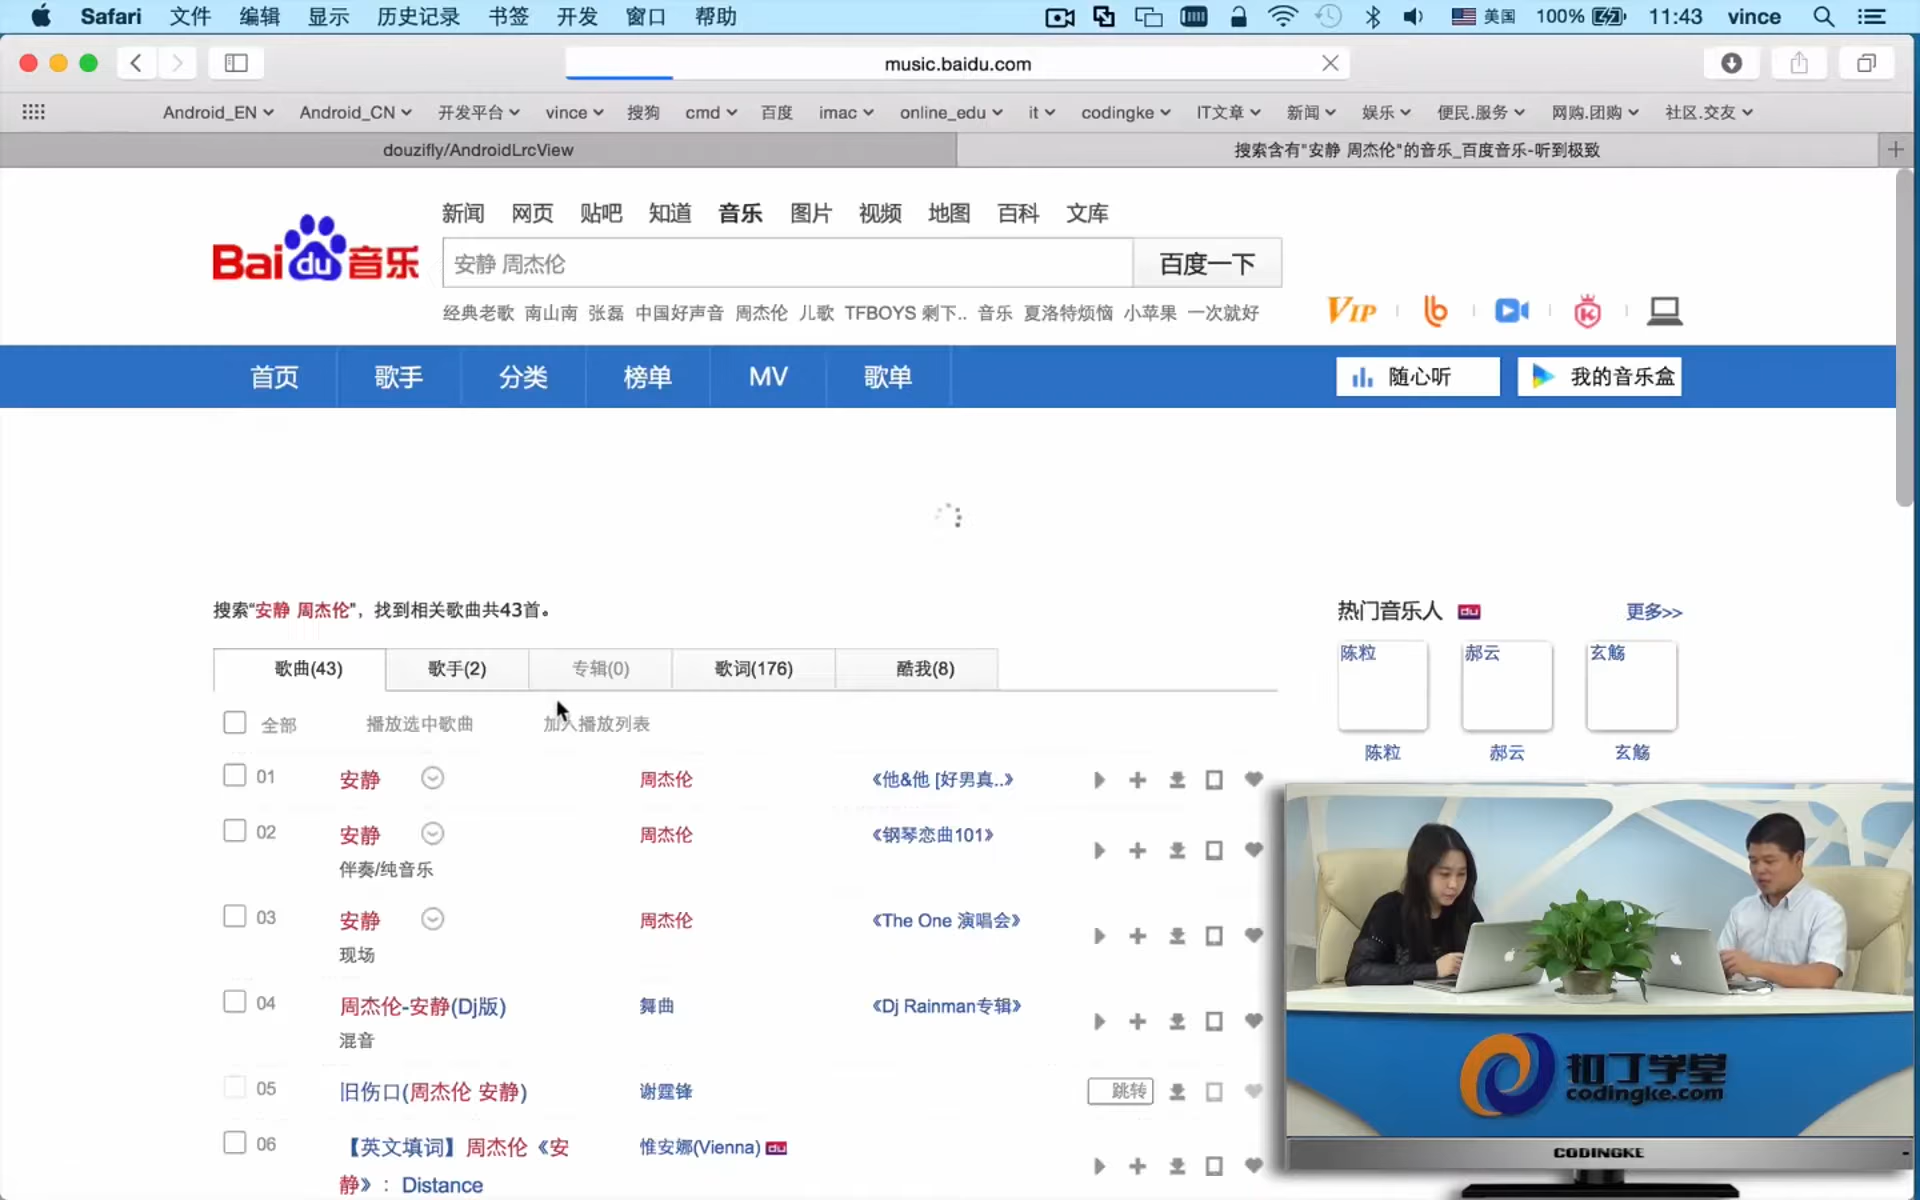 Safari 文件 编辑 显示 历史记录 书签 开发 窗口 帮助 美国 100% 11:43 vince
music.baidu.com
Android_EN Android_CN 开发平台 vince 搜狗 cmd 百度 imac online_edu it codingke IT文章 新闻 娱乐 便民.服务 网购.团购 社区.交友
douzifly/AndroidLrcView 搜索含有"安静 周杰伦"的音乐_百度音乐-听到极致
新闻 网页 贴吧 知道 音乐 图片 视频 地图 百科 文库
Bai du 音乐
安静 周杰伦 百度一下
经典老歌 南山南 张磊 中国好声音 周杰伦 儿歌 TFBOYS 剩下.. 音乐 夏洛特烦恼 小苹果 一次就好
VIP
首页 歌手 分类 榜单 MV 歌单 随心听 我的音乐盒
搜索“安静 周杰伦”，找到相关歌曲共43首。
热门音乐人 du 更多>>
歌曲(43) 歌手(2) 专辑(0) 歌词(176) 酷我(8)
陈粒 郝云 玄觞
全部 播放选中歌曲 加入播放列表
陈粒 郝云 玄觞
01 安静 周杰伦 《他&他 [好男真..》
02 安静 周杰伦 《钢琴恋曲101》
伴奏/纯音乐
03 安静 周杰伦 《The One 演唱会》
现场
04 周杰伦-安静(Dj版) 舞曲 《Dj Rainman专辑》
混音
05 旧伤口(周杰伦 安静) 谢霆锋 跳转
06 【英文填词】周杰伦《安 惟安娜(Vienna) du
静》：Distance
扣丁学堂
codingke.com
CODINGKE